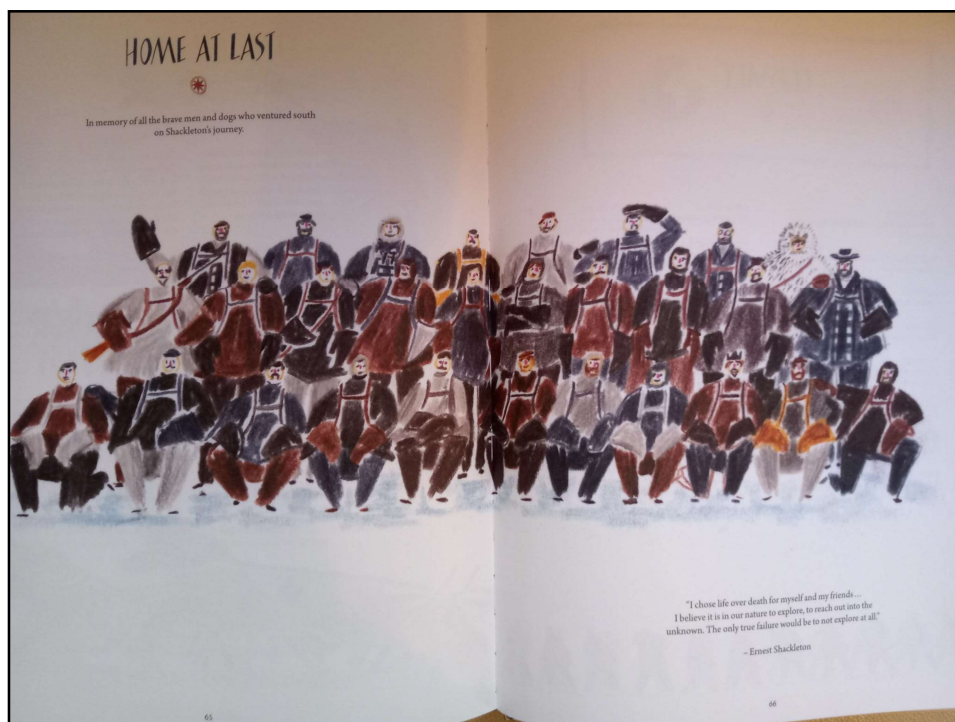 HOME AT LAST
In memory of all the brave men and dogs who ventured south
on Shackleton's journey.
"I chose life over death for myself and my friends...
I believe it is in our nature to explore, to reach out into the
unknown. The only true failure would be to not explore at all."
– Ernest Shackleton
65
66